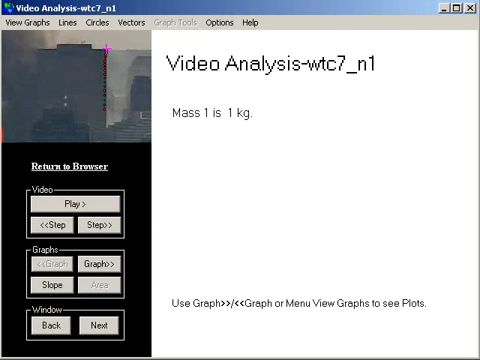 Video Analysis-wtc7_n1
View Graphs Lines Circles Vectors Graph Tools Options Help
Video Analysis-wtc7_n1
Mass 1 is 1 kg.
Return to Browser
Video
Play >
<<Step Step>>
Graphs
<<Graph Graph>>
Slope Area
Window
Back Next
Use Graph>>/<<Graph or Menu View Graphs to see Plots.